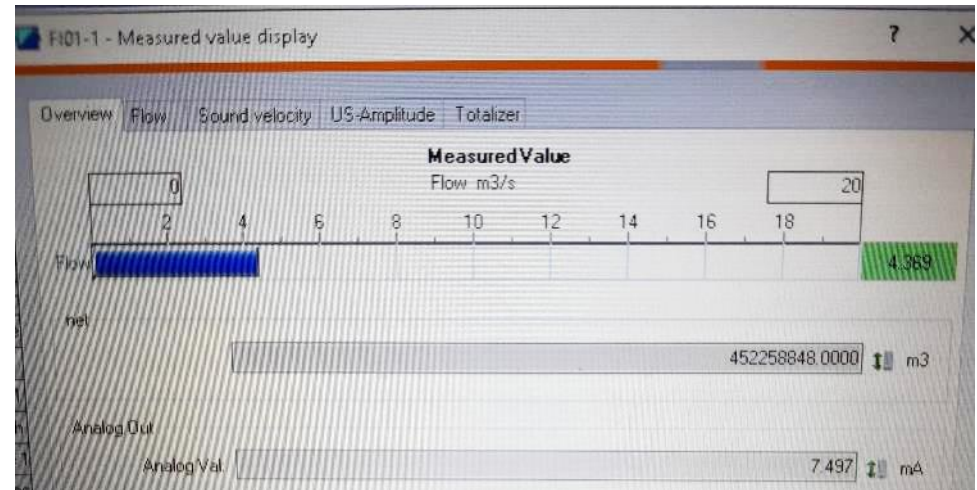 FI01-1 - Measured value display ? X
Overview Flow Sound velocity US-Amplitude Totalizer
Measured Value
Flow m3/s
0 20
2 4 6 8 10 12 14 16 18
Flow 4.369
net
452258848.0000 m3
Analog Out
Analog Val. 7.497 mA